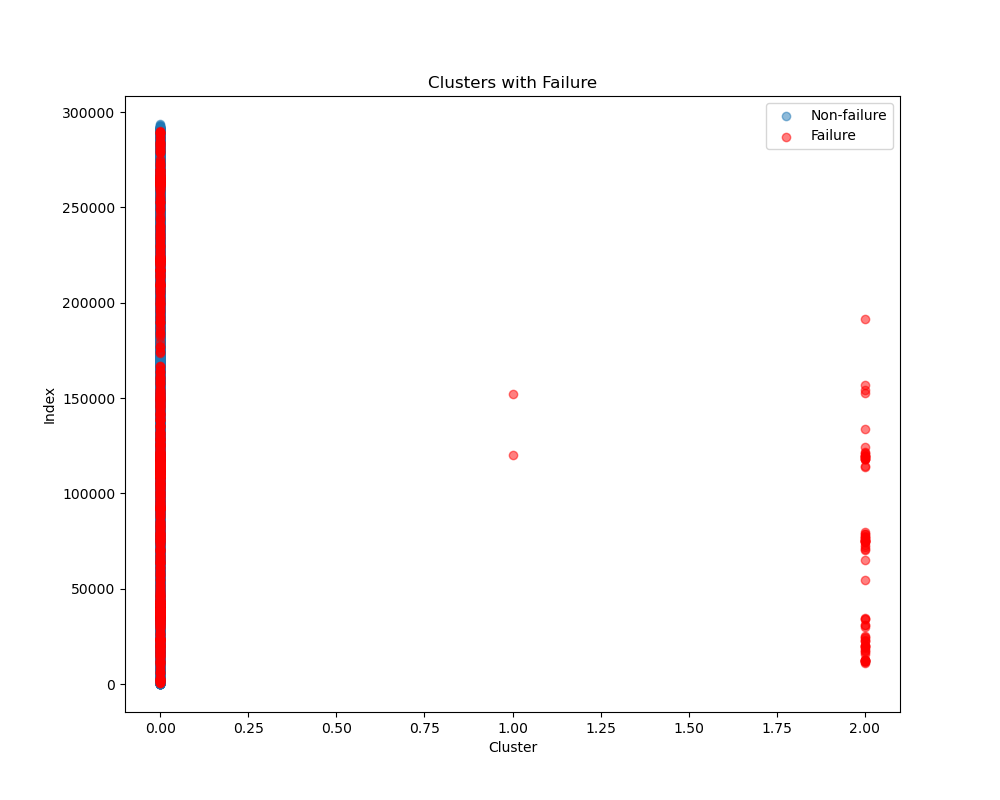 Clusters with Failure
Non-failure
Failure
300000
250000
200000
150000
100000
50000
0
Index
0.00 0.25 0.50 0.75 1.00 1.25 1.50 1.75 2.00
Cluster